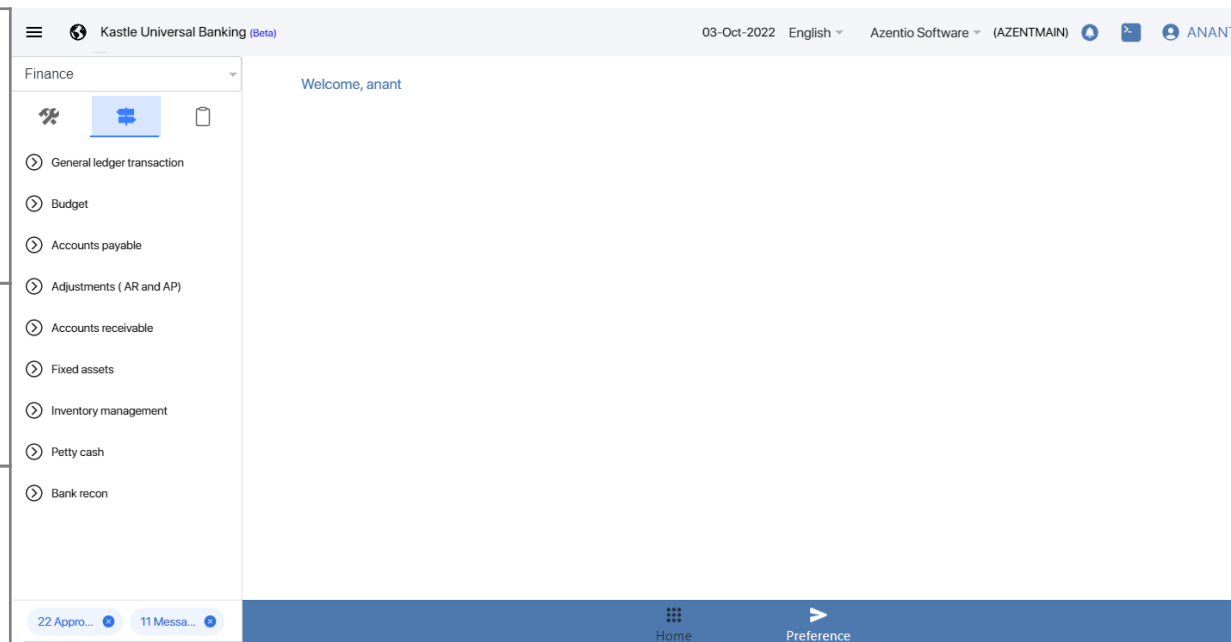 Kastle Universal Banking (Beta)
03-Oct-2022 English Azentio Software (AZENTMAIN) ANANT
Finance
Welcome, anant
General ledger transaction
Budget
Accounts payable
Adjustments ( AR and AP)
Accounts receivable
Fixed assets
Inventory management
Petty cash
Bank recon
22 Appro... 11 Messa...
Home Preference